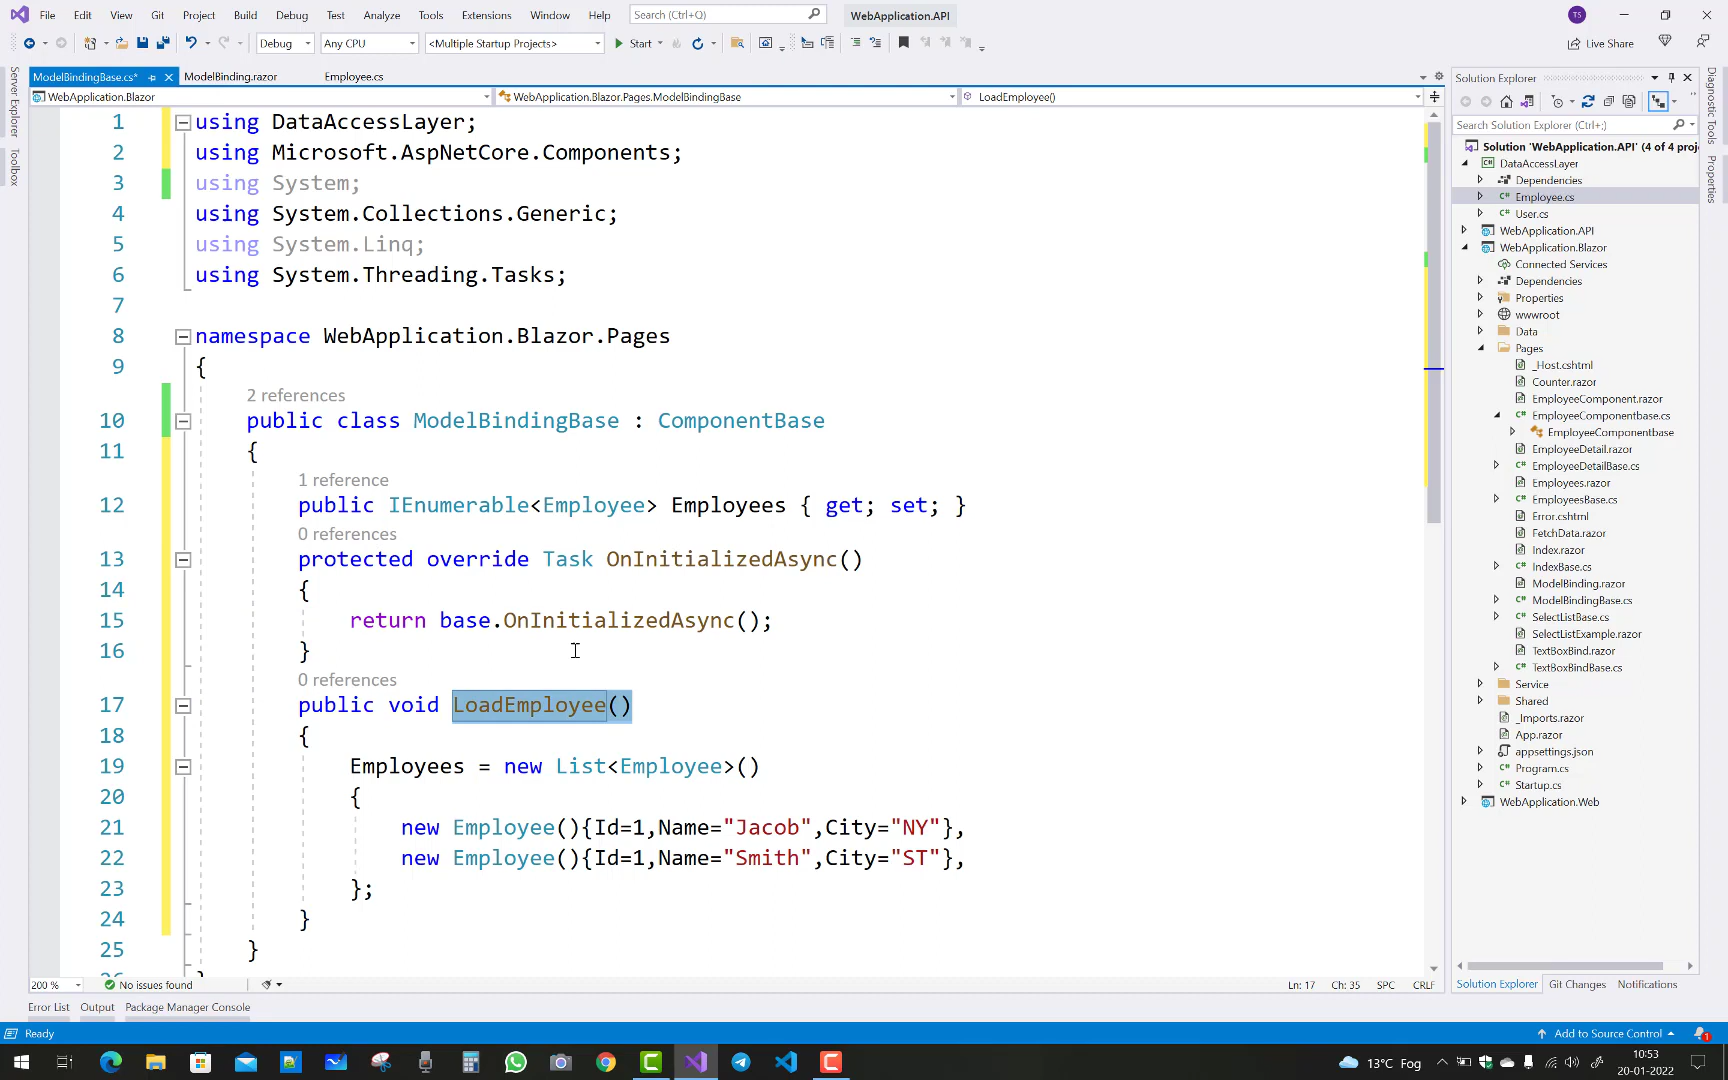 File Edit View Git Project Build Debug Test Analyze Tools Extensions Window Help Search (Ctrl+Q) WebApplication.API TS
Debug Any CPU <Multiple Startup Projects> Start Live Share
Server Explorer
Toolbox
ModelBindingBase.cs* ModelBinding.razor Employee.cs
WebApplication.Blazor WebApplication.Blazor.Pages.ModelBindingBase LoadEmployee()
1 using DataAccessLayer;
2 using Microsoft.AspNetCore.Components;
3 using System;
4 using System.Collections.Generic;
5 using System.Linq;
6 using System.Threading.Tasks;
7
8 namespace WebApplication.Blazor.Pages
9 {
2 references
10 public class ModelBindingBase : ComponentBase
11 {
1 reference
12 public IEnumerable<Employee> Employees { get; set; }
0 references
13 protected override Task OnInitializedAsync()
14 {
15 return base.OnInitializedAsync();
16 }
0 references
17 public void LoadEmployee()
18 {
19 Employees = new List<Employee>()
20 {
21 new Employee(){Id=1,Name="Jacob",City="NY"},
22 new Employee(){Id=1,Name="Smith",City="ST"},
23 };
24 }
25 }
200 % No issues found Ln: 17 Ch: 35 SPC CRLF
Error List Output Package Manager Console
Solution Explorer
Search Solution Explorer (Ctrl+;)
Solution 'WebApplication.API' (4 of 4 proj
DataAccessLayer
Dependencies
Employee.cs
User.cs
WebApplication.API
WebApplication.Blazor
Connected Services
Dependencies
Properties
wwwroot
Data
Pages
_Host.cshtml
Counter.razor
EmployeeComponent.razor
EmployeeComponentbase.cs
EmployeeComponentbase
EmployeeDetail.razor
EmployeeDetailBase.cs
Employees.razor
EmployeesBase.cs
Error.cshtml
FetchData.razor
Index.razor
IndexBase.cs
ModelBinding.razor
ModelBindingBase.cs
SelectListBase.cs
SelectListExample.razor
TextBoxBind.razor
TextBoxBindBase.cs
Service
Shared
_Imports.razor
App.razor
appsettings.json
Program.cs
Startup.cs
WebApplication.Web
Solution Explorer Git Changes Notifications
Diagnostic Tools
Properties
Ready Add to Source Control 1
13°C Fog 10:53
20-01-2022